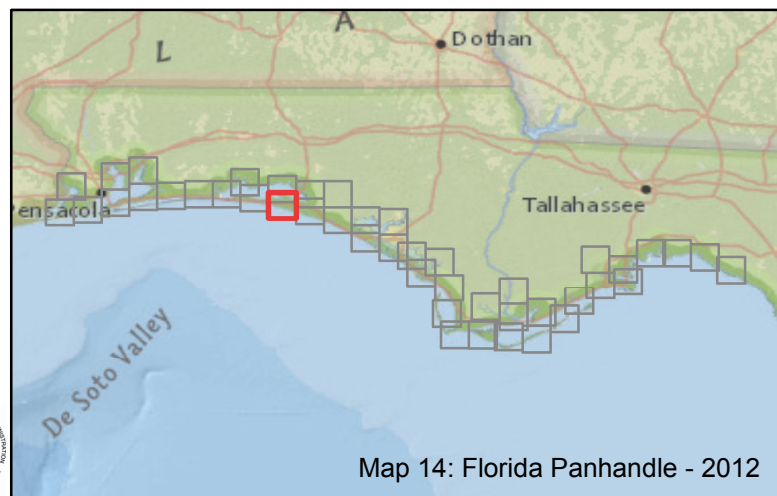 L A
Dothan
Pensacola
Tallahassee
De Soto Valley
Map 14: Florida Panhandle - 2012